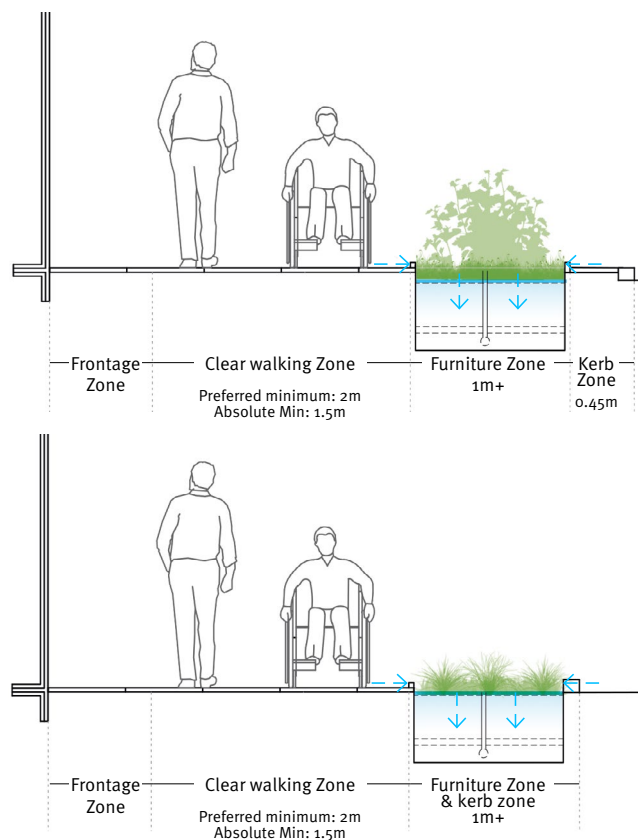 Frontage Zone
Clear walking Zone
Preferred minimum: 2m
Absolute Min: 1.5m
Furniture Zone
1m+
Kerb Zone
0.45m
Frontage Zone
Clear walking Zone
Preferred minimum: 2m
Absolute Min: 1.5m
Furniture Zone
& kerb zone
1m+